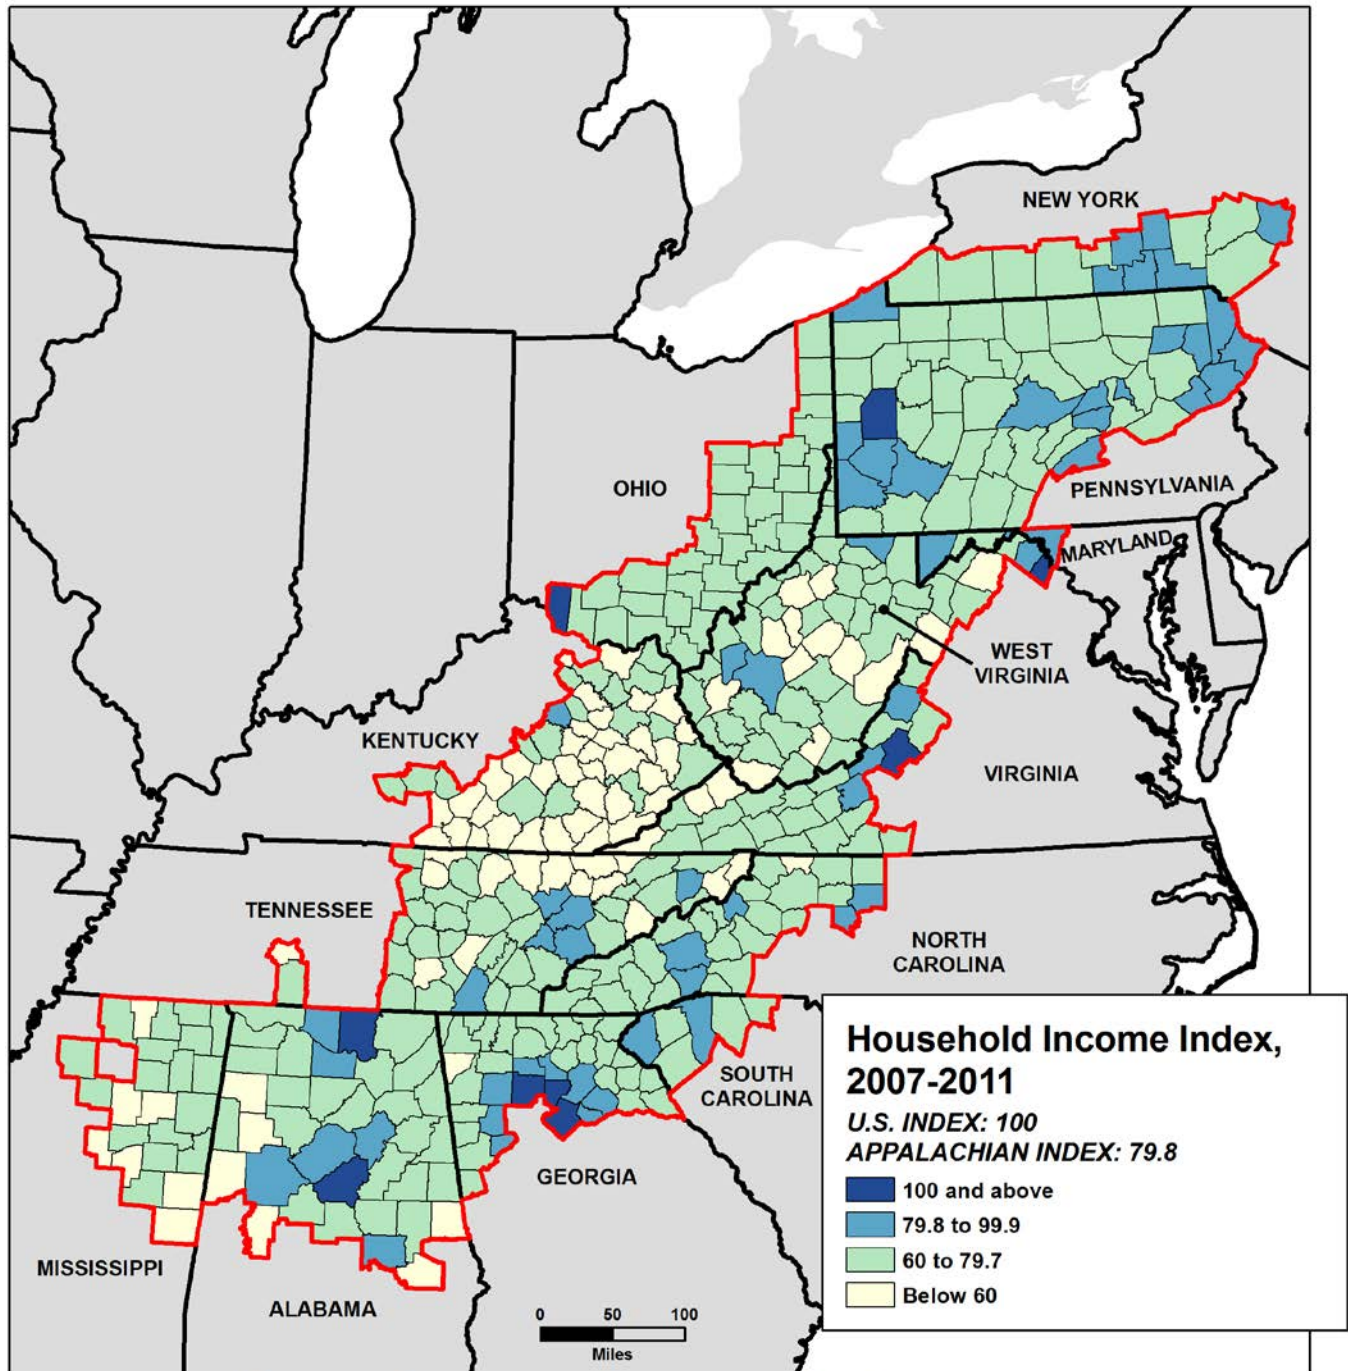 NEW YORK
OHIO
PENNSYLVANIA
MARYLAND
WEST
VIRGINIA
KENTUCKY
VIRGINIA
TENNESSEE
NORTH
CAROLINA
SOUTH
CAROLINA
GEORGIA
MISSISSIPPI
ALABAMA
Household Income Index,
2007-2011
U.S. INDEX: 100
APPALACHIAN INDEX: 79.8
100 and above
79.8 to 99.9
60 to 79.7
Below 60
0 50 100
Miles